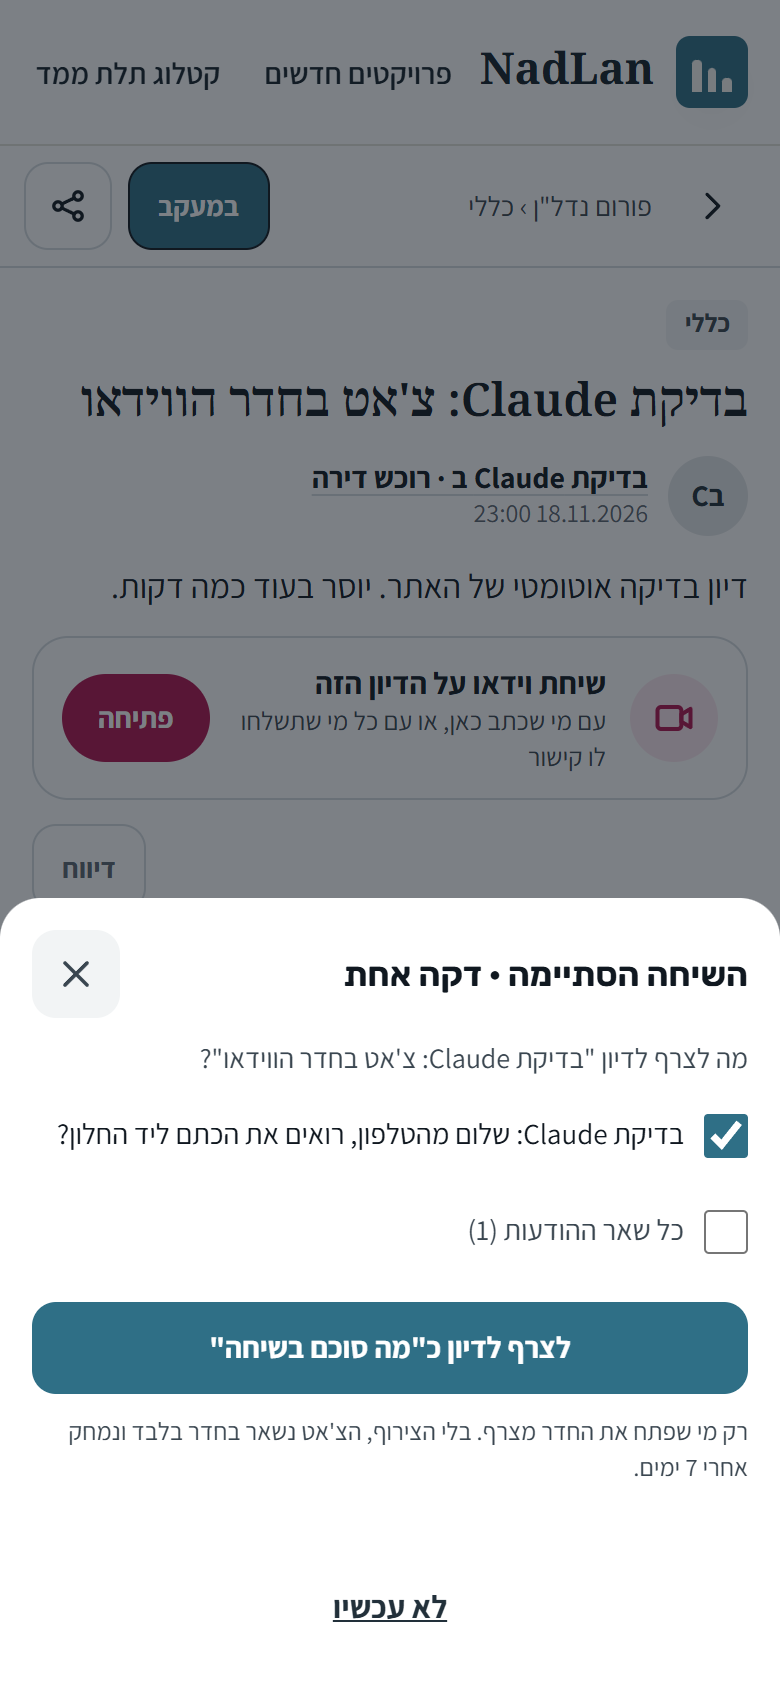 NadLan
פרויקטים חדשים
קטלוג תלת ממד
פורום נדל"ן › כללי
במעקב
כללי
בדיקת Claude: צ'אט בחדר הווידאו
בC
בדיקת Claude ב · רוכש דירה
18.11.2026 23:00
דיון בדיקה אוטומטי של האתר. יוסר בעוד כמה דקות.
שיחת וידאו על הדיון הזה
עם מי שכתב כאן, או עם כל מי שתשלחו
לו קישור
פתיחה
דיווח
השיחה הסתיימה • דקה אחת
מה לצרף לדיון "בדיקת Claude: צ'אט בחדר הווידאו"?
בדיקת Claude: שלום מהטלפון, רואים את הכתם ליד החלון?
כל שאר ההודעות (1)
לצרף לדיון כ"מה סוכם בשיחה"
רק מי שפתח את החדר מצרף. בלי הצירוף, הצ'אט נשאר בחדר בלבד ונמחק
אחרי 7 ימים.
לא עכשיו